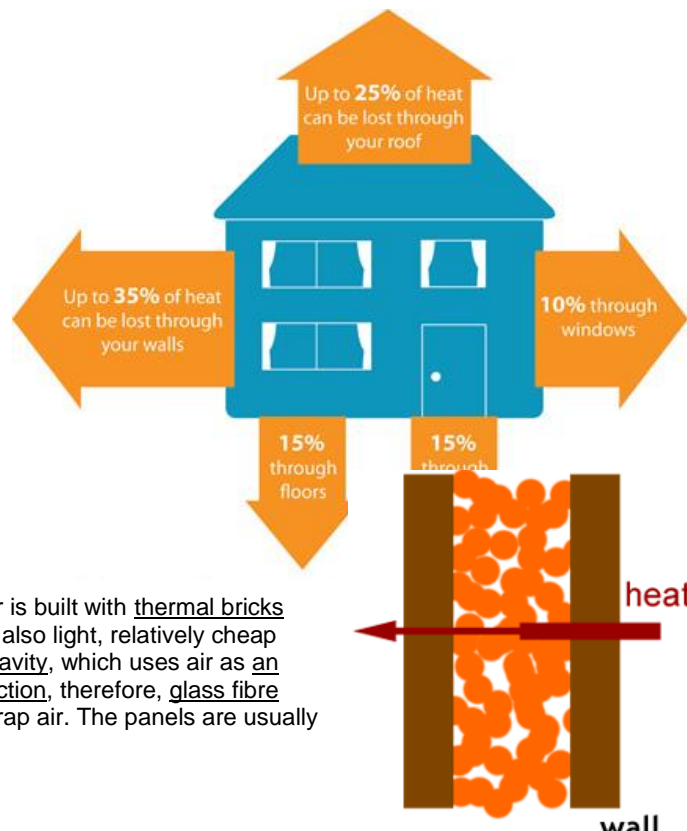 Up to 25% of heat
can be lost through
your roof
Up to 35% of heat
can be lost through
your walls
10% through
windows
15%
through
floors
15%
through
heat
r is built with thermal bricks
also light, relatively cheap
avity, which uses air as an
ction, therefore, glass fibre
rap air. The panels are usually
wall